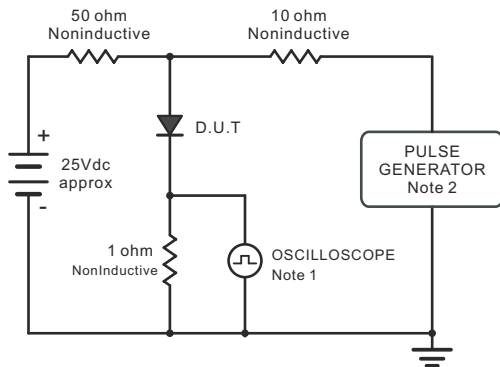 50 ohm
Noninductive
10 ohm
Noninductive
D.U.T
+
25Vdc
approx
-
PULSE
GENERATOR
Note 2
1 ohm
NonInductive
OSCILLOSCOPE
Note 1